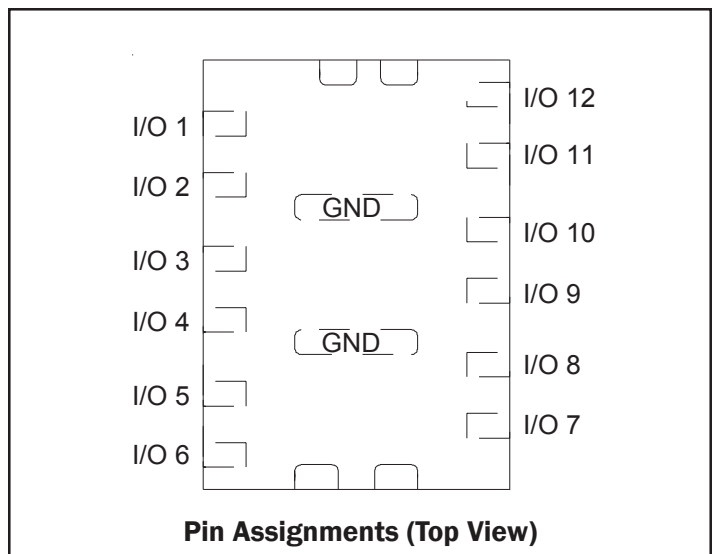 I/O 1
I/O 2
I/O 3
I/O 4
I/O 5
I/O 6
GND
GND
I/O 12
I/O 11
I/O 10
I/O 9
I/O 8
I/O 7
Pin Assignments (Top View)